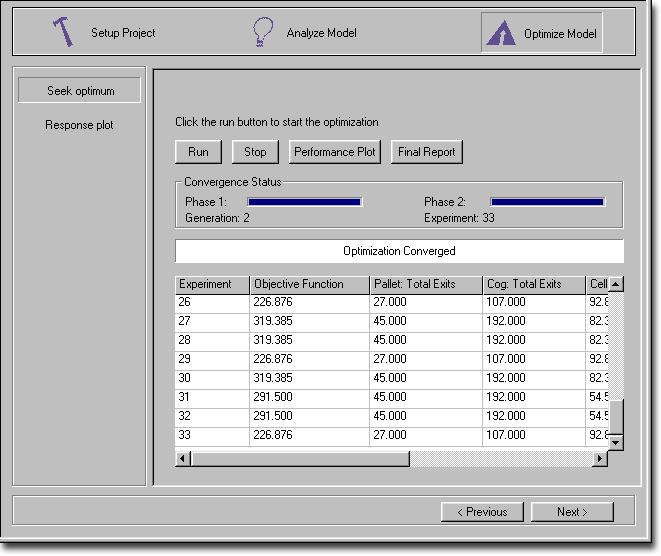 Setup Project Analyze Model Optimize Model
Seek optimum
Response plot
Click the run button to start the optimization
Run Stop Performance Plot Final Report
Convergence Status
Phase 1: Phase 2:
Generation: 2 Experiment: 33
Optimization Converged
Experiment Objective Function Pallet: Total Exits Cog: Total Exits Cell
26 226.876 27.000 107.000 92.8
27 319.385 45.000 192.000 82.3
28 319.385 45.000 192.000 82.3
29 226.876 27.000 107.000 92.8
30 319.385 45.000 192.000 82.3
31 291.500 45.000 192.000 54.5
32 291.500 45.000 192.000 54.5
33 226.876 27.000 107.000 92.8
< Previous Next >